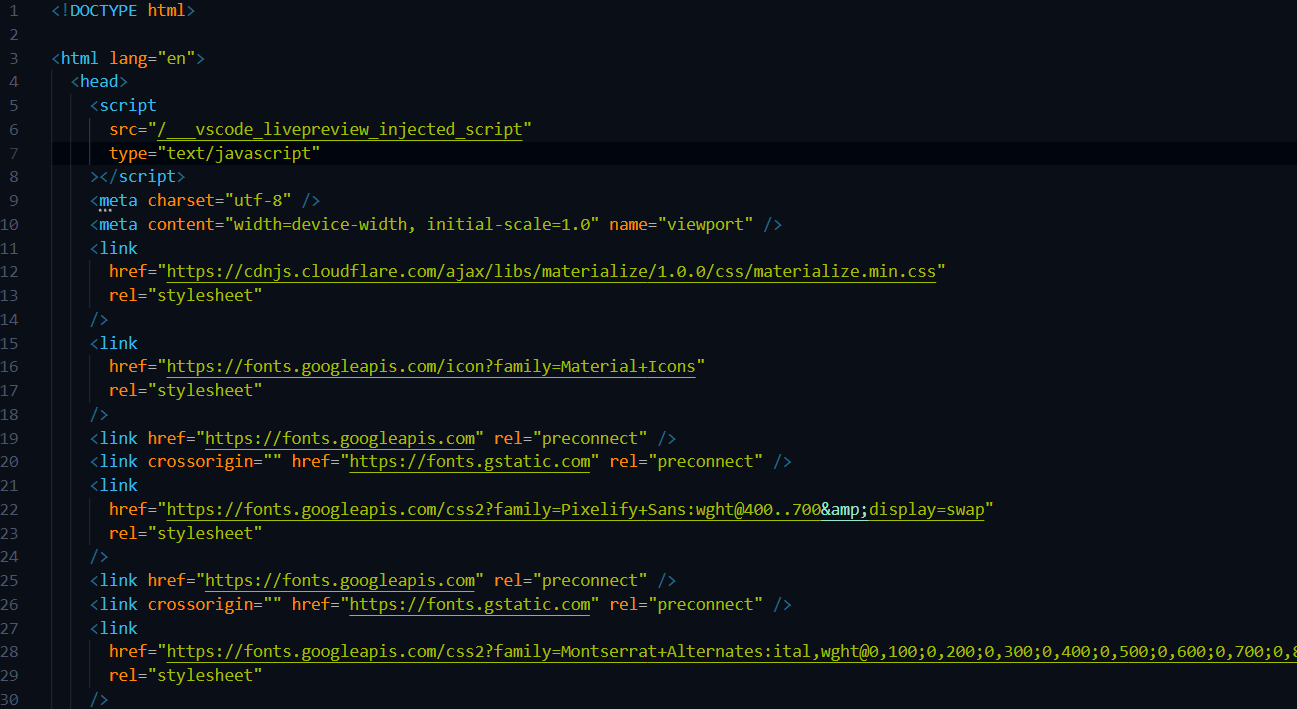 1 <!DOCTYPE html>
2
3 <html lang="en">
4 <head>
5 <script
6 src="/___vscode_livepreview_injected_script"
7 type="text/javascript"
8 ></script>
9 <meta charset="utf-8" />
10 <meta content="width=device-width, initial-scale=1.0" name="viewport" />
11 <link
12 href="https://cdnjs.cloudflare.com/ajax/libs/materialize/1.0.0/css/materialize.min.css"
13 rel="stylesheet"
14 />
15 <link
16 href="https://fonts.googleapis.com/icon?family=Material+Icons"
17 rel="stylesheet"
18 />
19 <link href="https://fonts.googleapis.com" rel="preconnect" />
20 <link crossorigin="" href="https://fonts.gstatic.com" rel="preconnect" />
21 <link
22 href="https://fonts.googleapis.com/css2?family=Pixelify+Sans:wght@400..700&amp;display=swap"
23 rel="stylesheet"
24 />
25 <link href="https://fonts.googleapis.com" rel="preconnect" />
26 <link crossorigin="" href="https://fonts.gstatic.com" rel="preconnect" />
27 <link
28 href="https://fonts.googleapis.com/css2?family=Montserrat+Alternates:ital,wght@0,100;0,200;0,300;0,400;0,500;0,600;0,700;0,8
29 rel="stylesheet"
30 />